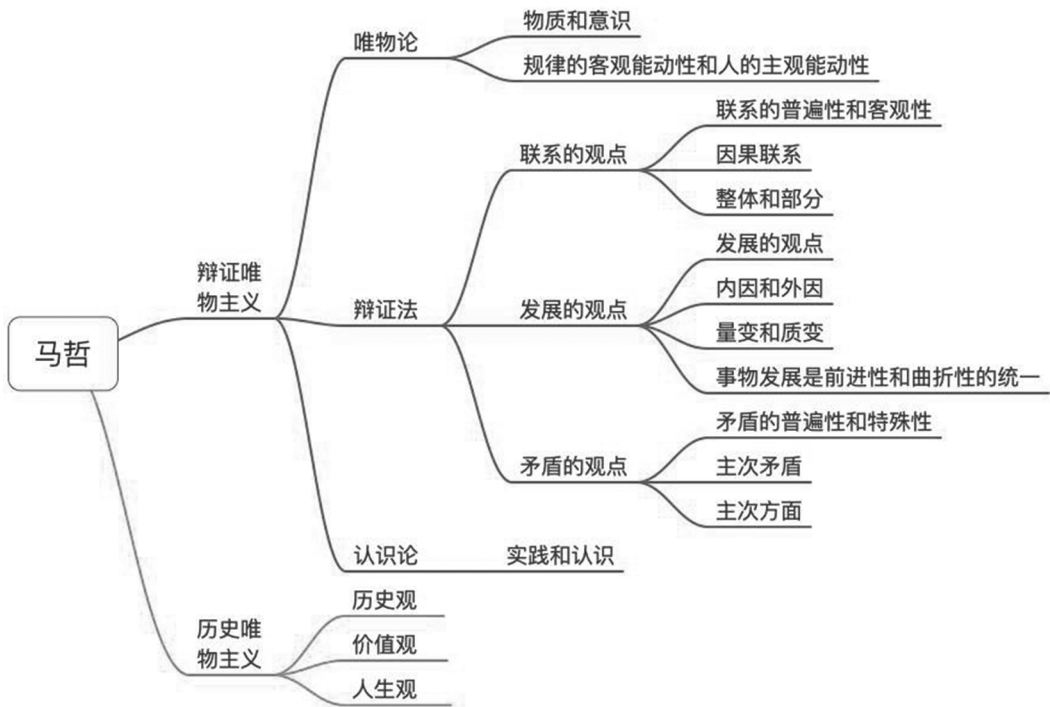 马哲
辩证唯
物主义
唯物论
物质和意识
规律的客观能动性和人的主观能动性
辩证法
联系的观点
联系的普遍性和客观性
因果联系
整体和部分
发展的观点
发展的观点
内因和外因
量变和质变
事物发展是前进性和曲折性的统一
矛盾的观点
矛盾的普遍性和特殊性
主次矛盾
主次方面
认识论
实践和认识
历史唯
物主义
历史观
价值观
人生观